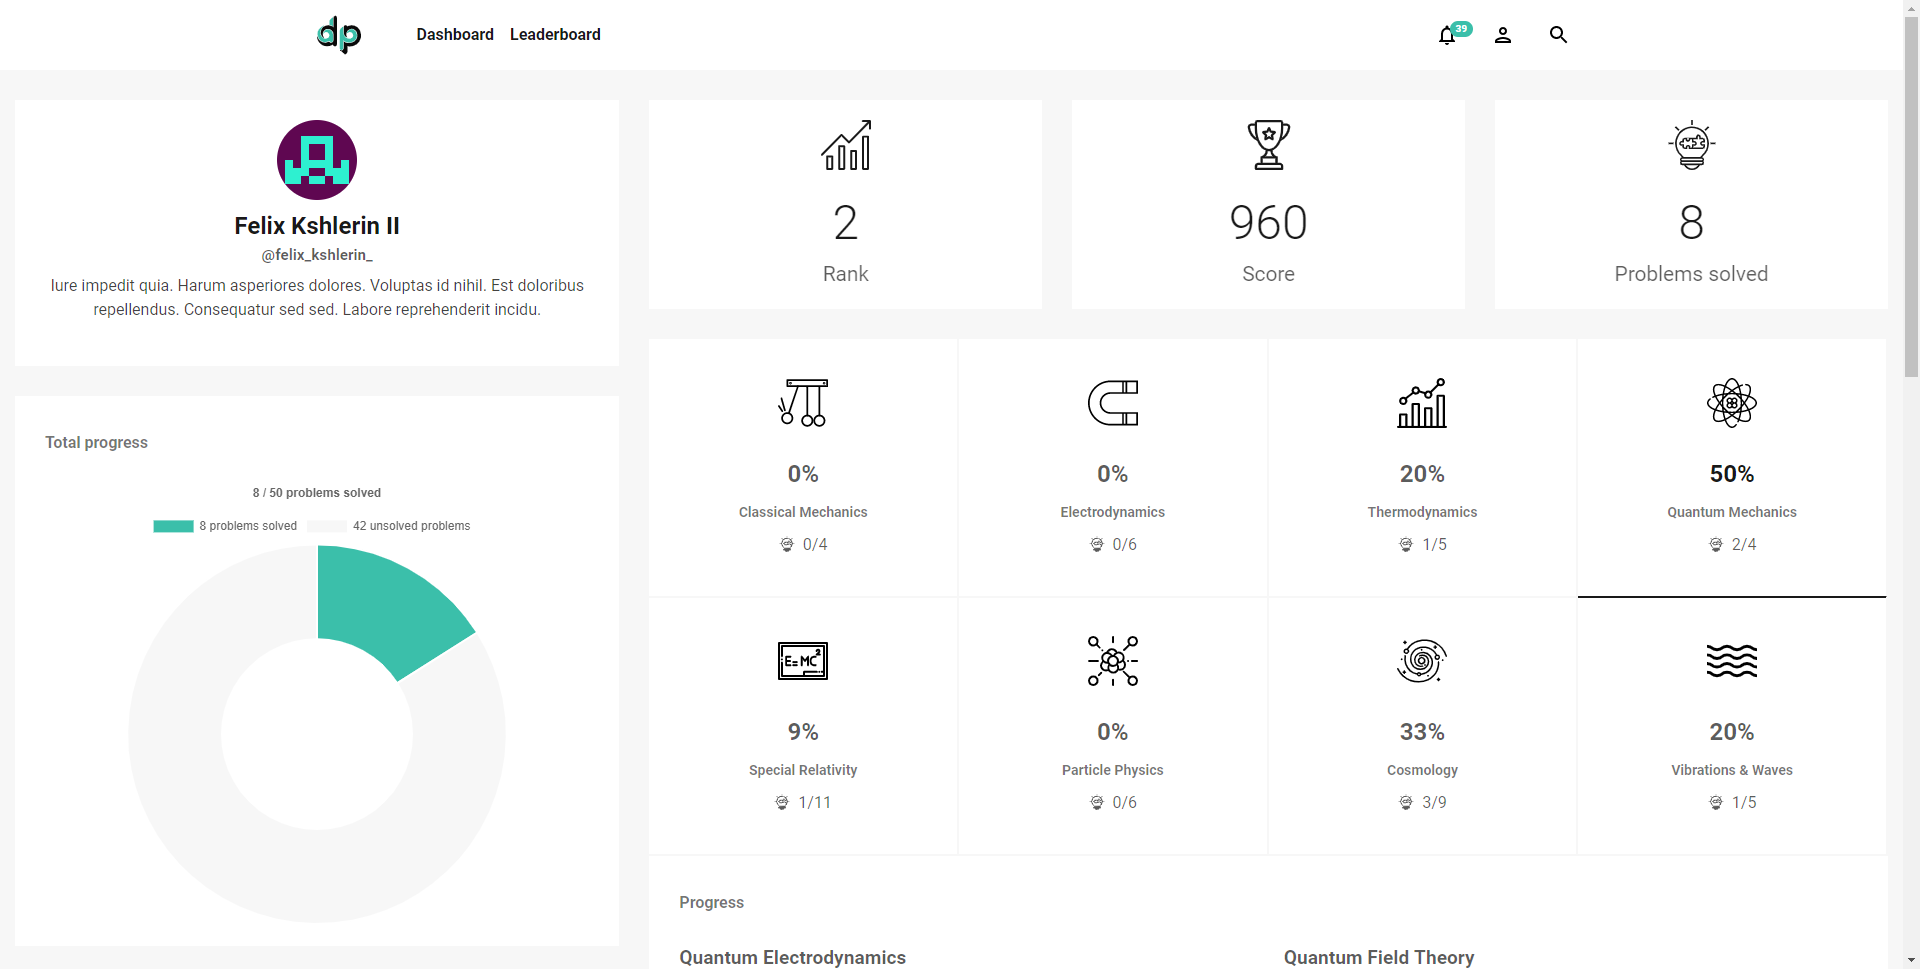 dp
Dashboard
Leaderboard
39
Felix Kshlerin II
@felix_kshlerin_
Iure impedit quia. Harum asperiores dolores. Voluptas id nihil. Est doloribus
repellendus. Consequatur sed sed. Labore reprehenderit incidu.
Total progress
8 / 50 problems solved
8 problems solved
42 unsolved problems
2
Rank
960
Score
8
Problems solved
0%
Classical Mechanics
0/4
0%
Electrodynamics
0/6
20%
Thermodynamics
1/5
50%
Quantum Mechanics
2/4
E=MC²
9%
Special Relativity
1/11
0%
Particle Physics
0/6
33%
Cosmology
3/9
20%
Vibrations & Waves
1/5
Progress
Quantum Electrodynamics
Quantum Field Theory